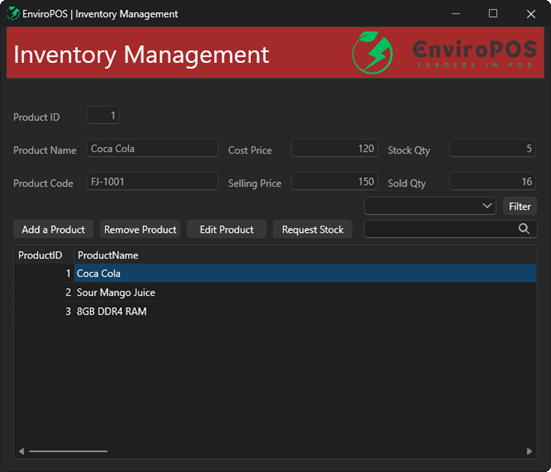 EnviroPOS | Inventory Management
Inventory Management
EnviroPOS
LEADERS IN POS
Product ID 1
Product Name Coca Cola Cost Price 120 Stock Qty 5
Product Code FJ-1001 Selling Price 150 Sold Qty 16
Filter
Add a Product Remove Product Edit Product Request Stock
ProductID ProductName
1 Coca Cola
2 Sour Mango Juice
3 8GB DDR4 RAM